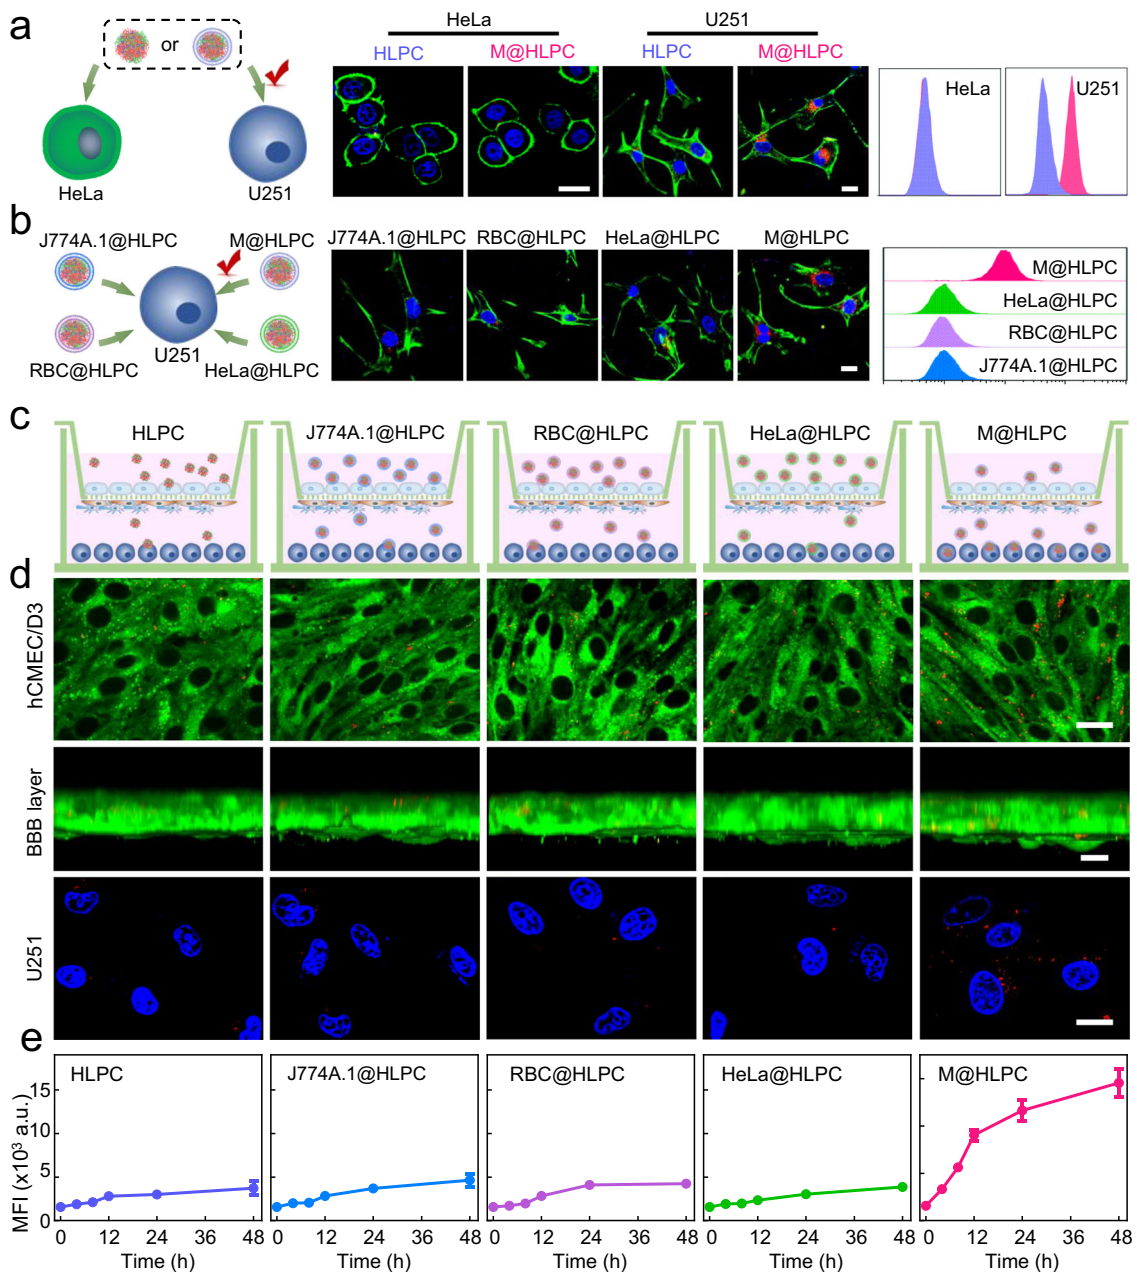 a
or
HeLa
U251
HeLa
U251
HLPC
M@HLPC
HLPC
M@HLPC
HeLa
U251
b
J774A.1@HLPC
M@HLPC
U251
RBC@HLPC
HeLa@HLPC
J774A.1@HLPC
RBC@HLPC
HeLa@HLPC
M@HLPC
M@HLPC
HeLa@HLPC
RBC@HLPC
J774A.1@HLPC
c
HLPC
J774A.1@HLPC
RBC@HLPC
HeLa@HLPC
M@HLPC
d
hCMEC/D3
BBB layer
U251
e
MFI (x10³ a.u.)
15
10
5
0
HLPC
J774A.1@HLPC
RBC@HLPC
HeLa@HLPC
M@HLPC
0 12 24 36 48
0 12 24 36 48
0 12 24 36 48
0 12 24 36 48
0 12 24 36 48
Time (h)
Time (h)
Time (h)
Time (h)
Time (h)